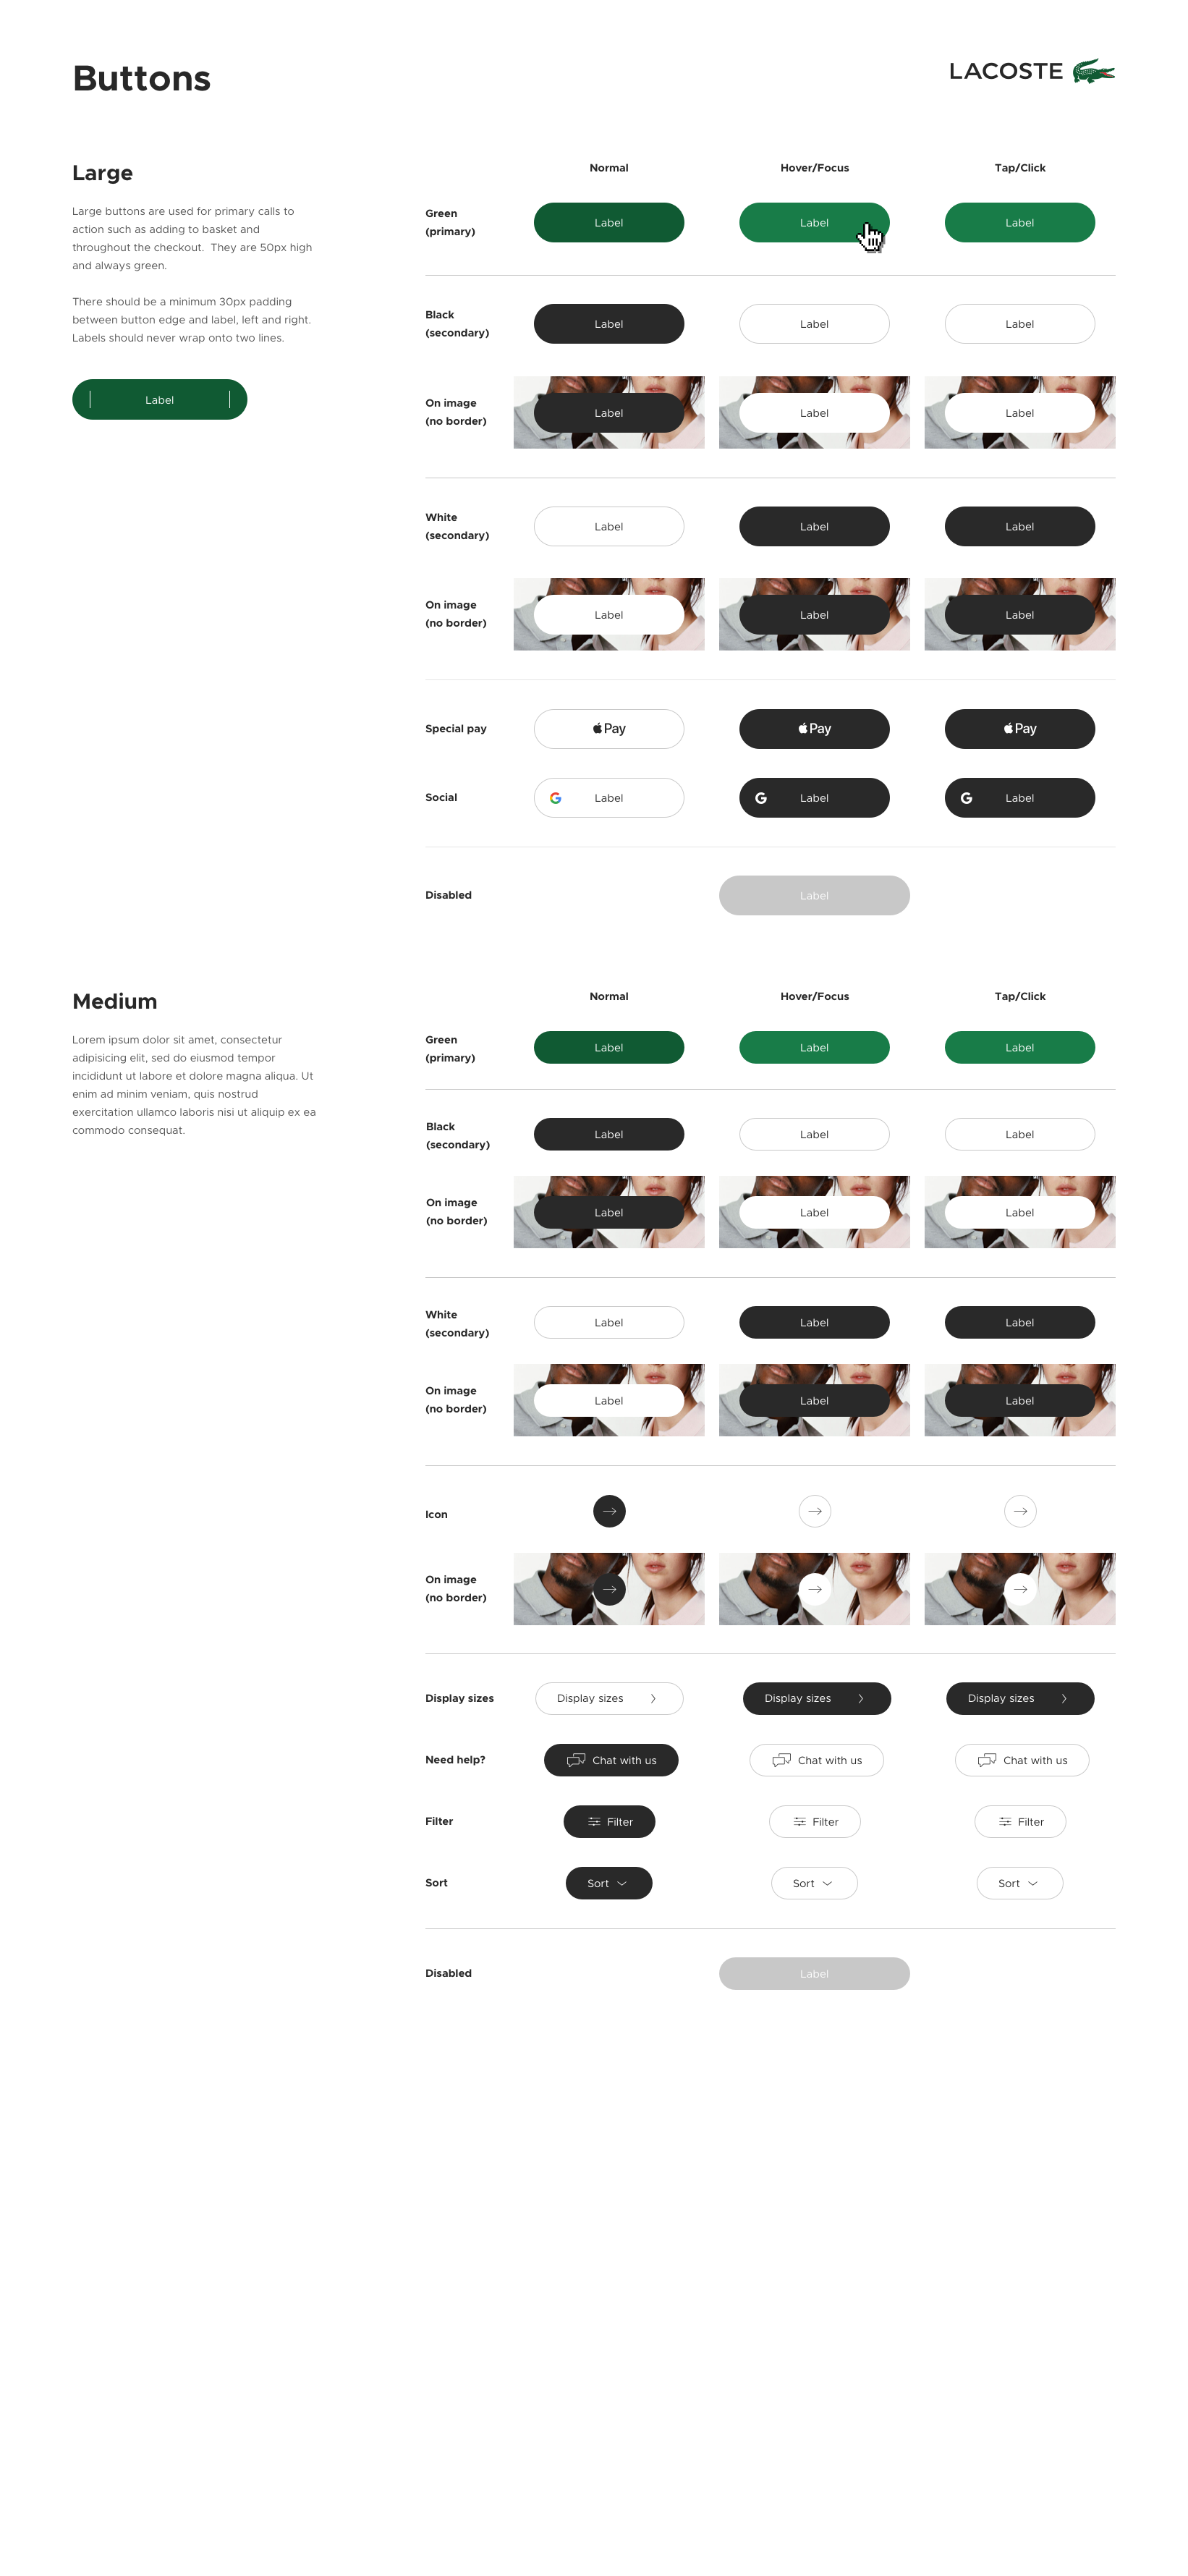 Buttons
LACOSTE
Large
Large buttons are used for primary calls to
action such as adding to basket and
throughout the checkout.  They are 50px high
and always green.
There should be a minimum 30px padding
between button edge and label, left and right.
Labels should never wrap onto two lines.
Label
Normal
Hover/Focus
Tap/Click
Green
(primary)
Label
Label
Label
Black
(secondary)
Label
Label
Label
On image
(no border)
Label
Label
Label
White
(secondary)
Label
Label
Label
On image
(no border)
Label
Label
Label
Special pay
Pay
Pay
Pay
Social
G
Label
G
Label
G
Label
Disabled
Label
Medium
Lorem ipsum dolor sit amet, consectetur
adipisicing elit, sed do eiusmod tempor
incididunt ut labore et dolore magna aliqua. Ut
enim ad minim veniam, quis nostrud
exercitation ullamco laboris nisi ut aliquip ex ea
commodo consequat.
Normal
Hover/Focus
Tap/Click
Green
(primary)
Label
Label
Label
Black
(secondary)
Label
Label
Label
On image
(no border)
Label
Label
Label
White
(secondary)
Label
Label
Label
On image
(no border)
Label
Label
Label
Icon
On image
(no border)
Display sizes
Display sizes
Display sizes
Display sizes
Need help?
Chat with us
Chat with us
Chat with us
Filter
Filter
Filter
Filter
Sort
Sort
Sort
Sort
Disabled
Label